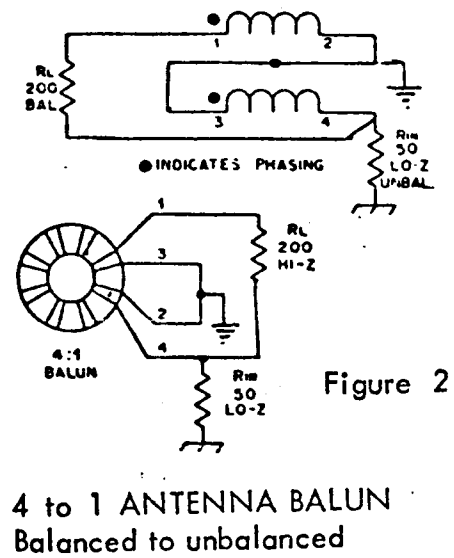 1 2
RL
200
BAL
3 4
RIN
50
LO-Z
UNBAL.
●INDICATES PHASING
1
RL
200
HI-Z
3
2
4
4:1
BALUN
RIN
50
LO-Z
Figure 2
4 to 1 ANTENNA BALUN
Balanced to unbalanced